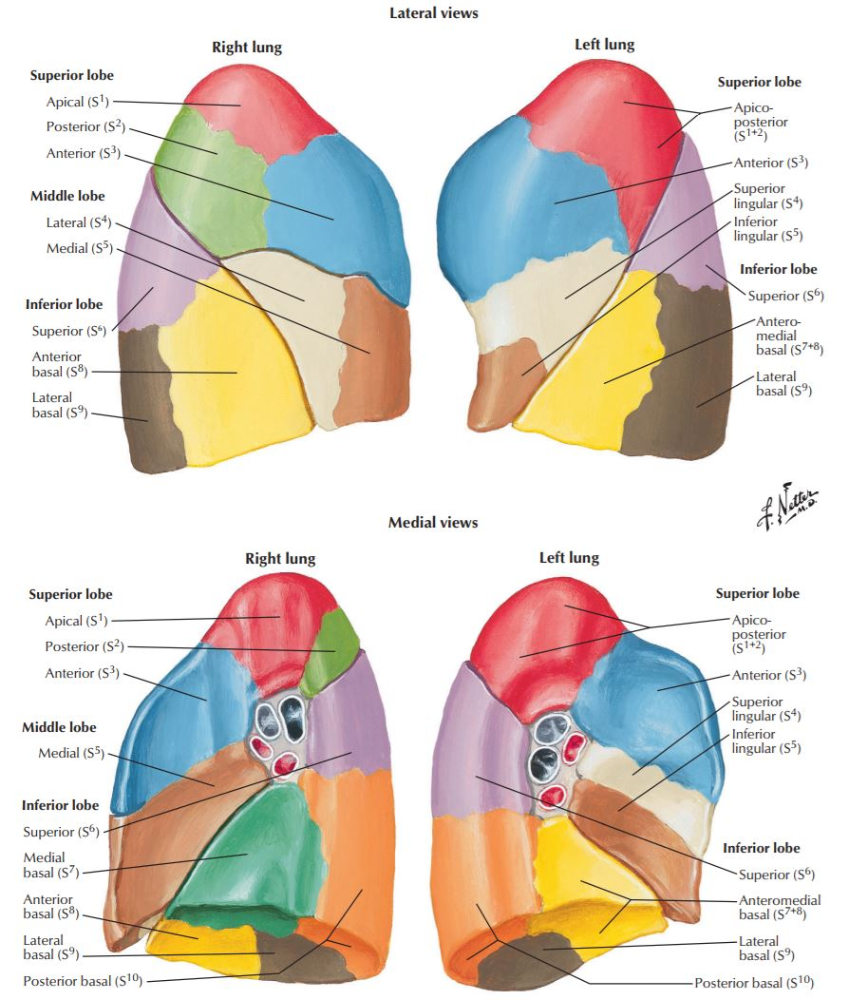 Lateral views
Right lung
Superior lobe
Apical (S¹)
Posterior (S²)
Anterior (S³)
Middle lobe
Lateral (S⁴)
Medial (S⁵)
Inferior lobe
Superior (S⁶)
Anterior
basal (S⁸)
Lateral
basal (S⁹)
Left lung
Superior lobe
Apico-
posterior
(S¹⁺²)
Anterior (S³)
Superior
lingular (S⁴)
Inferior
lingular (S⁵)
Inferior lobe
Superior (S⁶)
Antero-
medial
basal (S⁷⁺⁸)
Lateral
basal (S⁹)
F. Netter
M.D.
Medial views
Right lung
Superior lobe
Apical (S¹)
Posterior (S²)
Anterior (S³)
Middle lobe
Medial (S⁵)
Inferior lobe
Superior (S⁶)
Medial
basal (S⁷)
Anterior
basal (S⁸)
Lateral
basal (S⁹)
Posterior basal (S¹⁰)
Left lung
Superior lobe
Apico-
posterior
(S¹⁺²)
Anterior (S³)
Superior
lingular (S⁴)
Inferior
lingular (S⁵)
Inferior lobe
Superior (S⁶)
Anteromedial
basal (S⁷⁺⁸)
Lateral
basal (S⁹)
Posterior basal (S¹⁰)